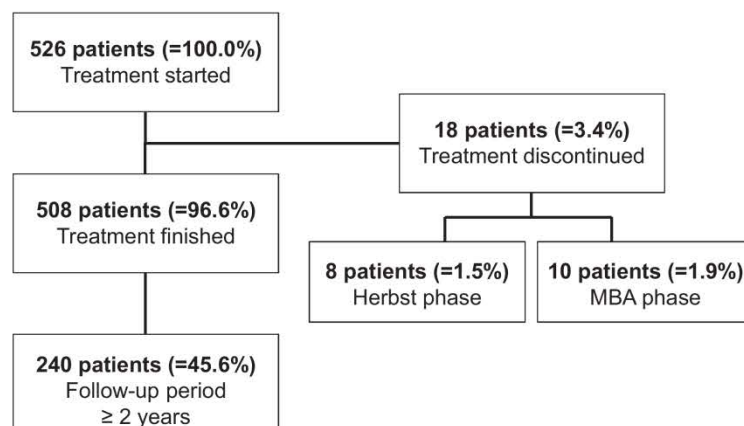 526 patients (=100.0%)
Treatment started
18 patients (=3.4%)
Treatment discontinued
508 patients (=96.6%)
Treatment finished
8 patients (=1.5%)
Herbst phase
10 patients (=1.9%)
MBA phase
240 patients (=45.6%)
Follow-up period
≥ 2 years